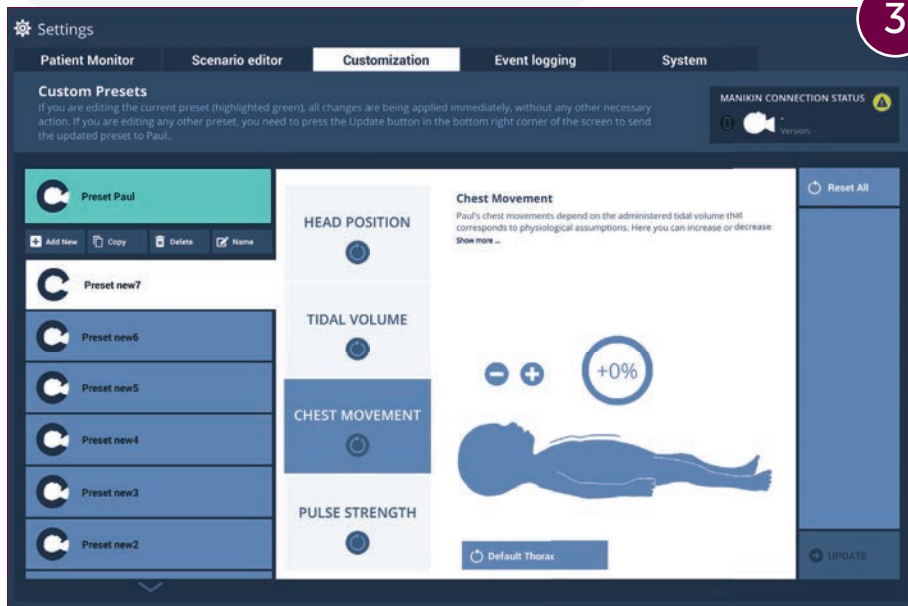 3
Settings
Patient Monitor
Scenario editor
Customization
Event logging
System
Custom Presets
If you are editing the current preset (highlighted green), all changes are being applied immediately, without any other necessary
action. If you are editing any other preset, you need to press the Update button in the bottom right corner of the screen to send
the updated preset to Paul..
MANIKIN CONNECTION STATUS
-
Version:
Preset Paul
Add New
Copy
Delete
Name
Preset new7
Preset new6
Preset new5
Preset new4
Preset new3
Preset new2
HEAD POSITION
TIDAL VOLUME
CHEST MOVEMENT
PULSE STRENGTH
Chest Movement
Paul's chest movements depend on the administered tidal volume that
corresponds to physiological assumptions. Here you can increase or decrease
Show more ...
+0%
Default Thorax
Reset All
UPDATE